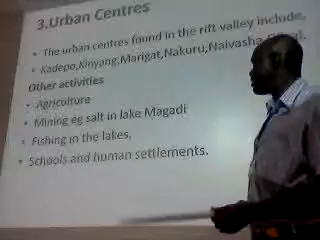 3.Urban Centres
• The urban centres found in the rift valley include,
• Kadepo,Kinyang,Marigat,Nakuru,Naivasha
Other activities
• Agriculture
• Mining eg salt in lake Magadi
• Fishing in the lakes.
• Schools and human settlements.